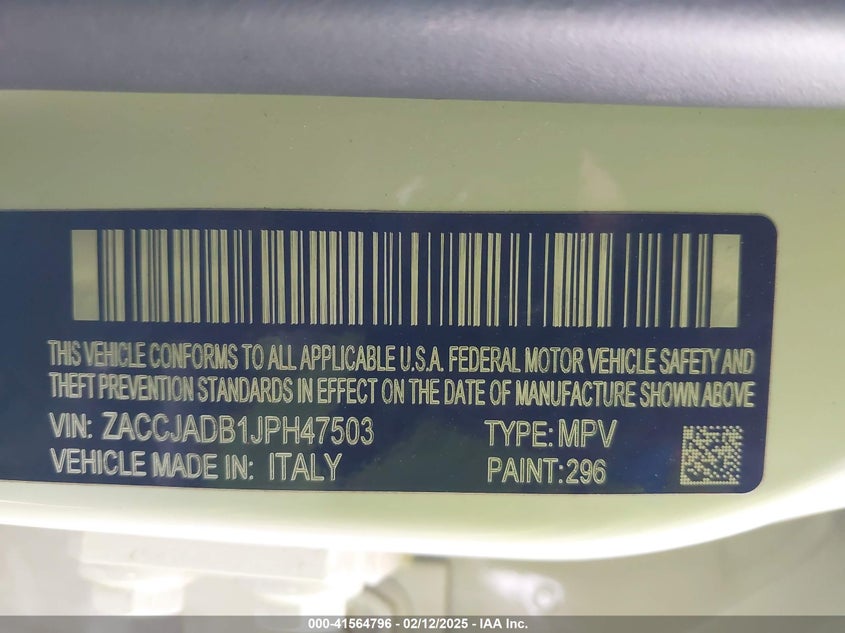 THIS VEHICLE CONFORMS TO ALL APPLICABLE U.S.A. FEDERAL MOTOR VEHICLE SAFETY AND
THEFT PREVENTION STANDARDS IN EFFECT ON THE DATE OF MANUFACTURE SHOWN ABOVE
VIN: ZACCJADB1JPH47503 TYPE: MPV
VEHICLE MADE IN: ITALY PAINT: 296
000-41564796 - 02/12/2025 - IAA Inc.